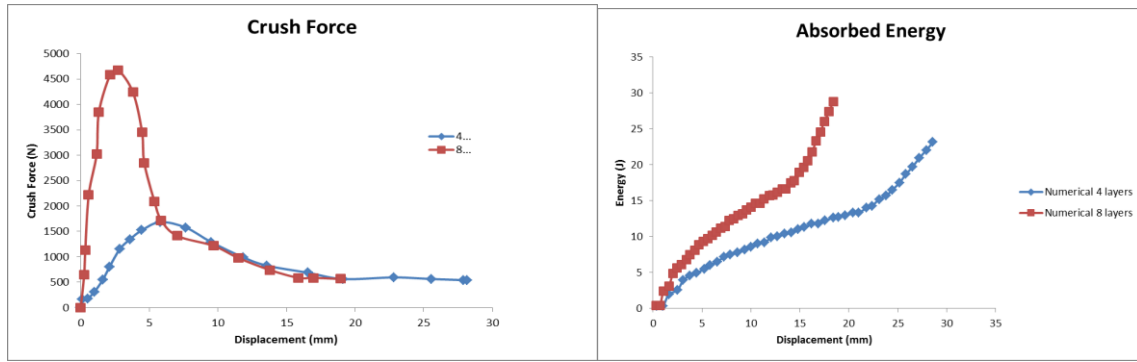 Crush Force
Crush Force (N)
5000
4500
4000
3500
3000
2500
2000
1500
1000
500
0
0 5 10 15 20 25 30
Displacement (mm)
4...
8...
Absorbed Energy
Energy (J)
35
30
25
20
15
10
5
0
0 5 10 15 20 25 30 35
Displacement (mm)
Numerical 4 layers
Numerical 8 layers